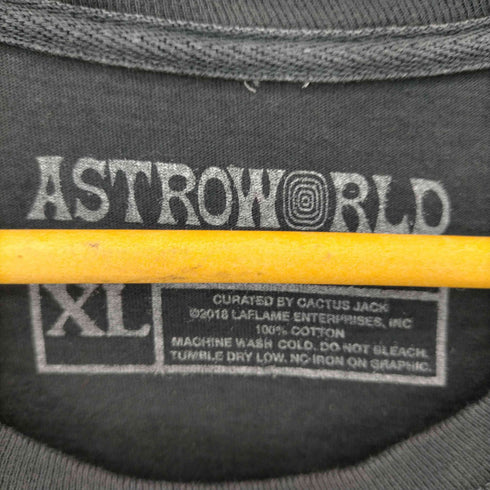 ASTROWORLD
XL
CURATED BY CACTUS JACK
©2018 LAFLAME ENTERPRISES, INC
100% COTTON
MACHINE WASH COLD. DO NOT BLEACH.
TUMBLE DRY LOW. NO IRON ON GRAPHIC.